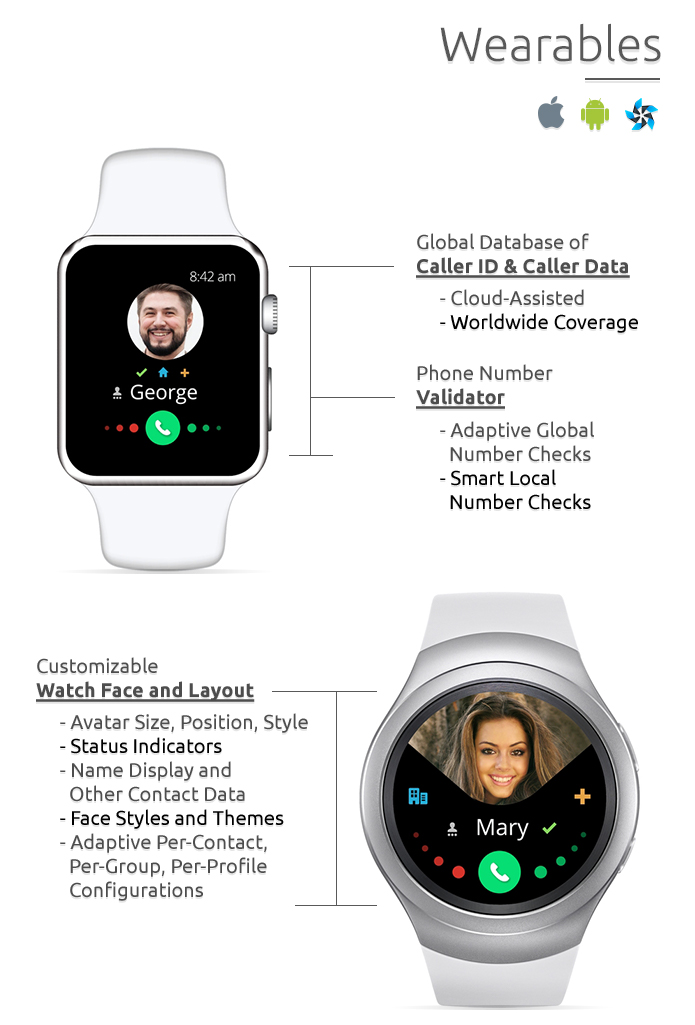 Wearables
8:42 am
George
Global Database of
Caller ID & Caller Data
- Cloud-Assisted
- Worldwide Coverage
Phone Number
Validator
- Adaptive Global
Number Checks
- Smart Local
Number Checks
Customizable
Watch Face and Layout
- Avatar Size, Position, Style
- Status Indicators
- Name Display and
Other Contact Data
- Face Styles and Themes
- Adaptive Per-Contact,
Per-Group, Per-Profile
Configurations
Mary